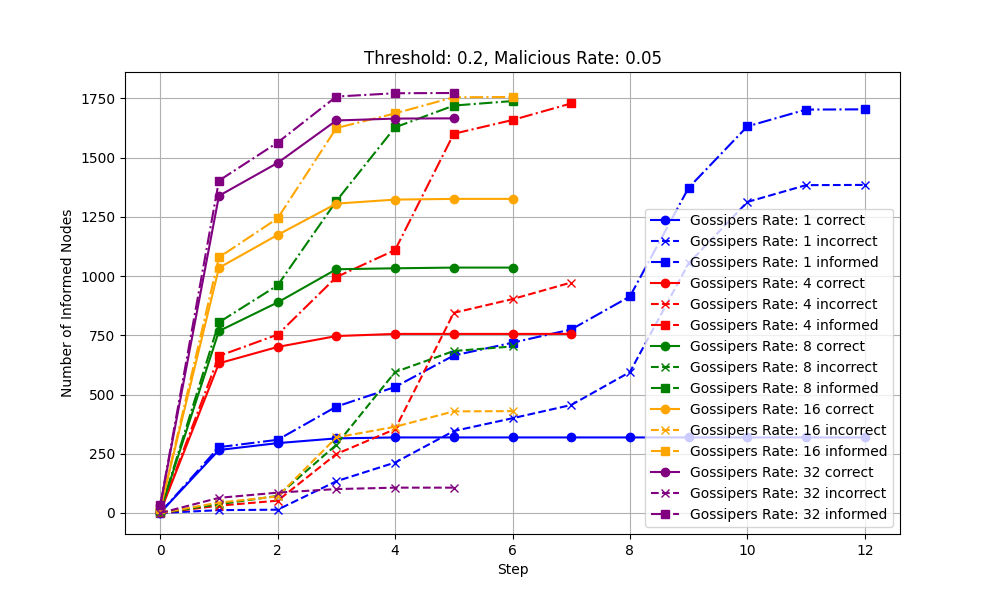 Threshold: 0.2, Malicious Rate: 0.05
Number of Informed Nodes
1750
1500
1250
1000
750
500
250
0
Gossipers Rate: 1 correct
Gossipers Rate: 1 incorrect
Gossipers Rate: 1 informed
Gossipers Rate: 4 correct
Gossipers Rate: 4 incorrect
Gossipers Rate: 4 informed
Gossipers Rate: 8 correct
Gossipers Rate: 8 incorrect
Gossipers Rate: 8 informed
Gossipers Rate: 16 correct
Gossipers Rate: 16 incorrect
Gossipers Rate: 16 informed
Gossipers Rate: 32 correct
Gossipers Rate: 32 incorrect
Gossipers Rate: 32 informed
0 2 4 6 8 10 12
Step